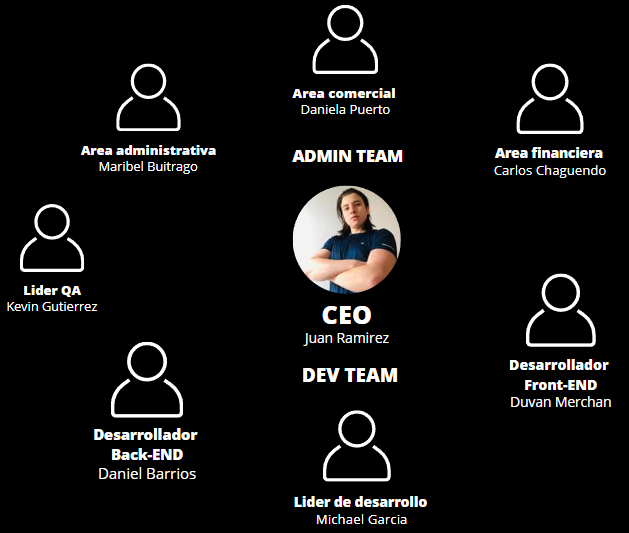 Area comercial
Daniela Puerto
Area administrativa
Maribel Buitrago
Area financiera
Carlos Chaguendo
ADMIN TEAM
Lider QA
Kevin Gutierrez
CEO
Juan Ramirez
DEV TEAM
Desarrollador
Front-END
Duvan Merchan
Desarrollador
Back-END
Daniel Barrios
Lider de desarrollo
Michael Garcia